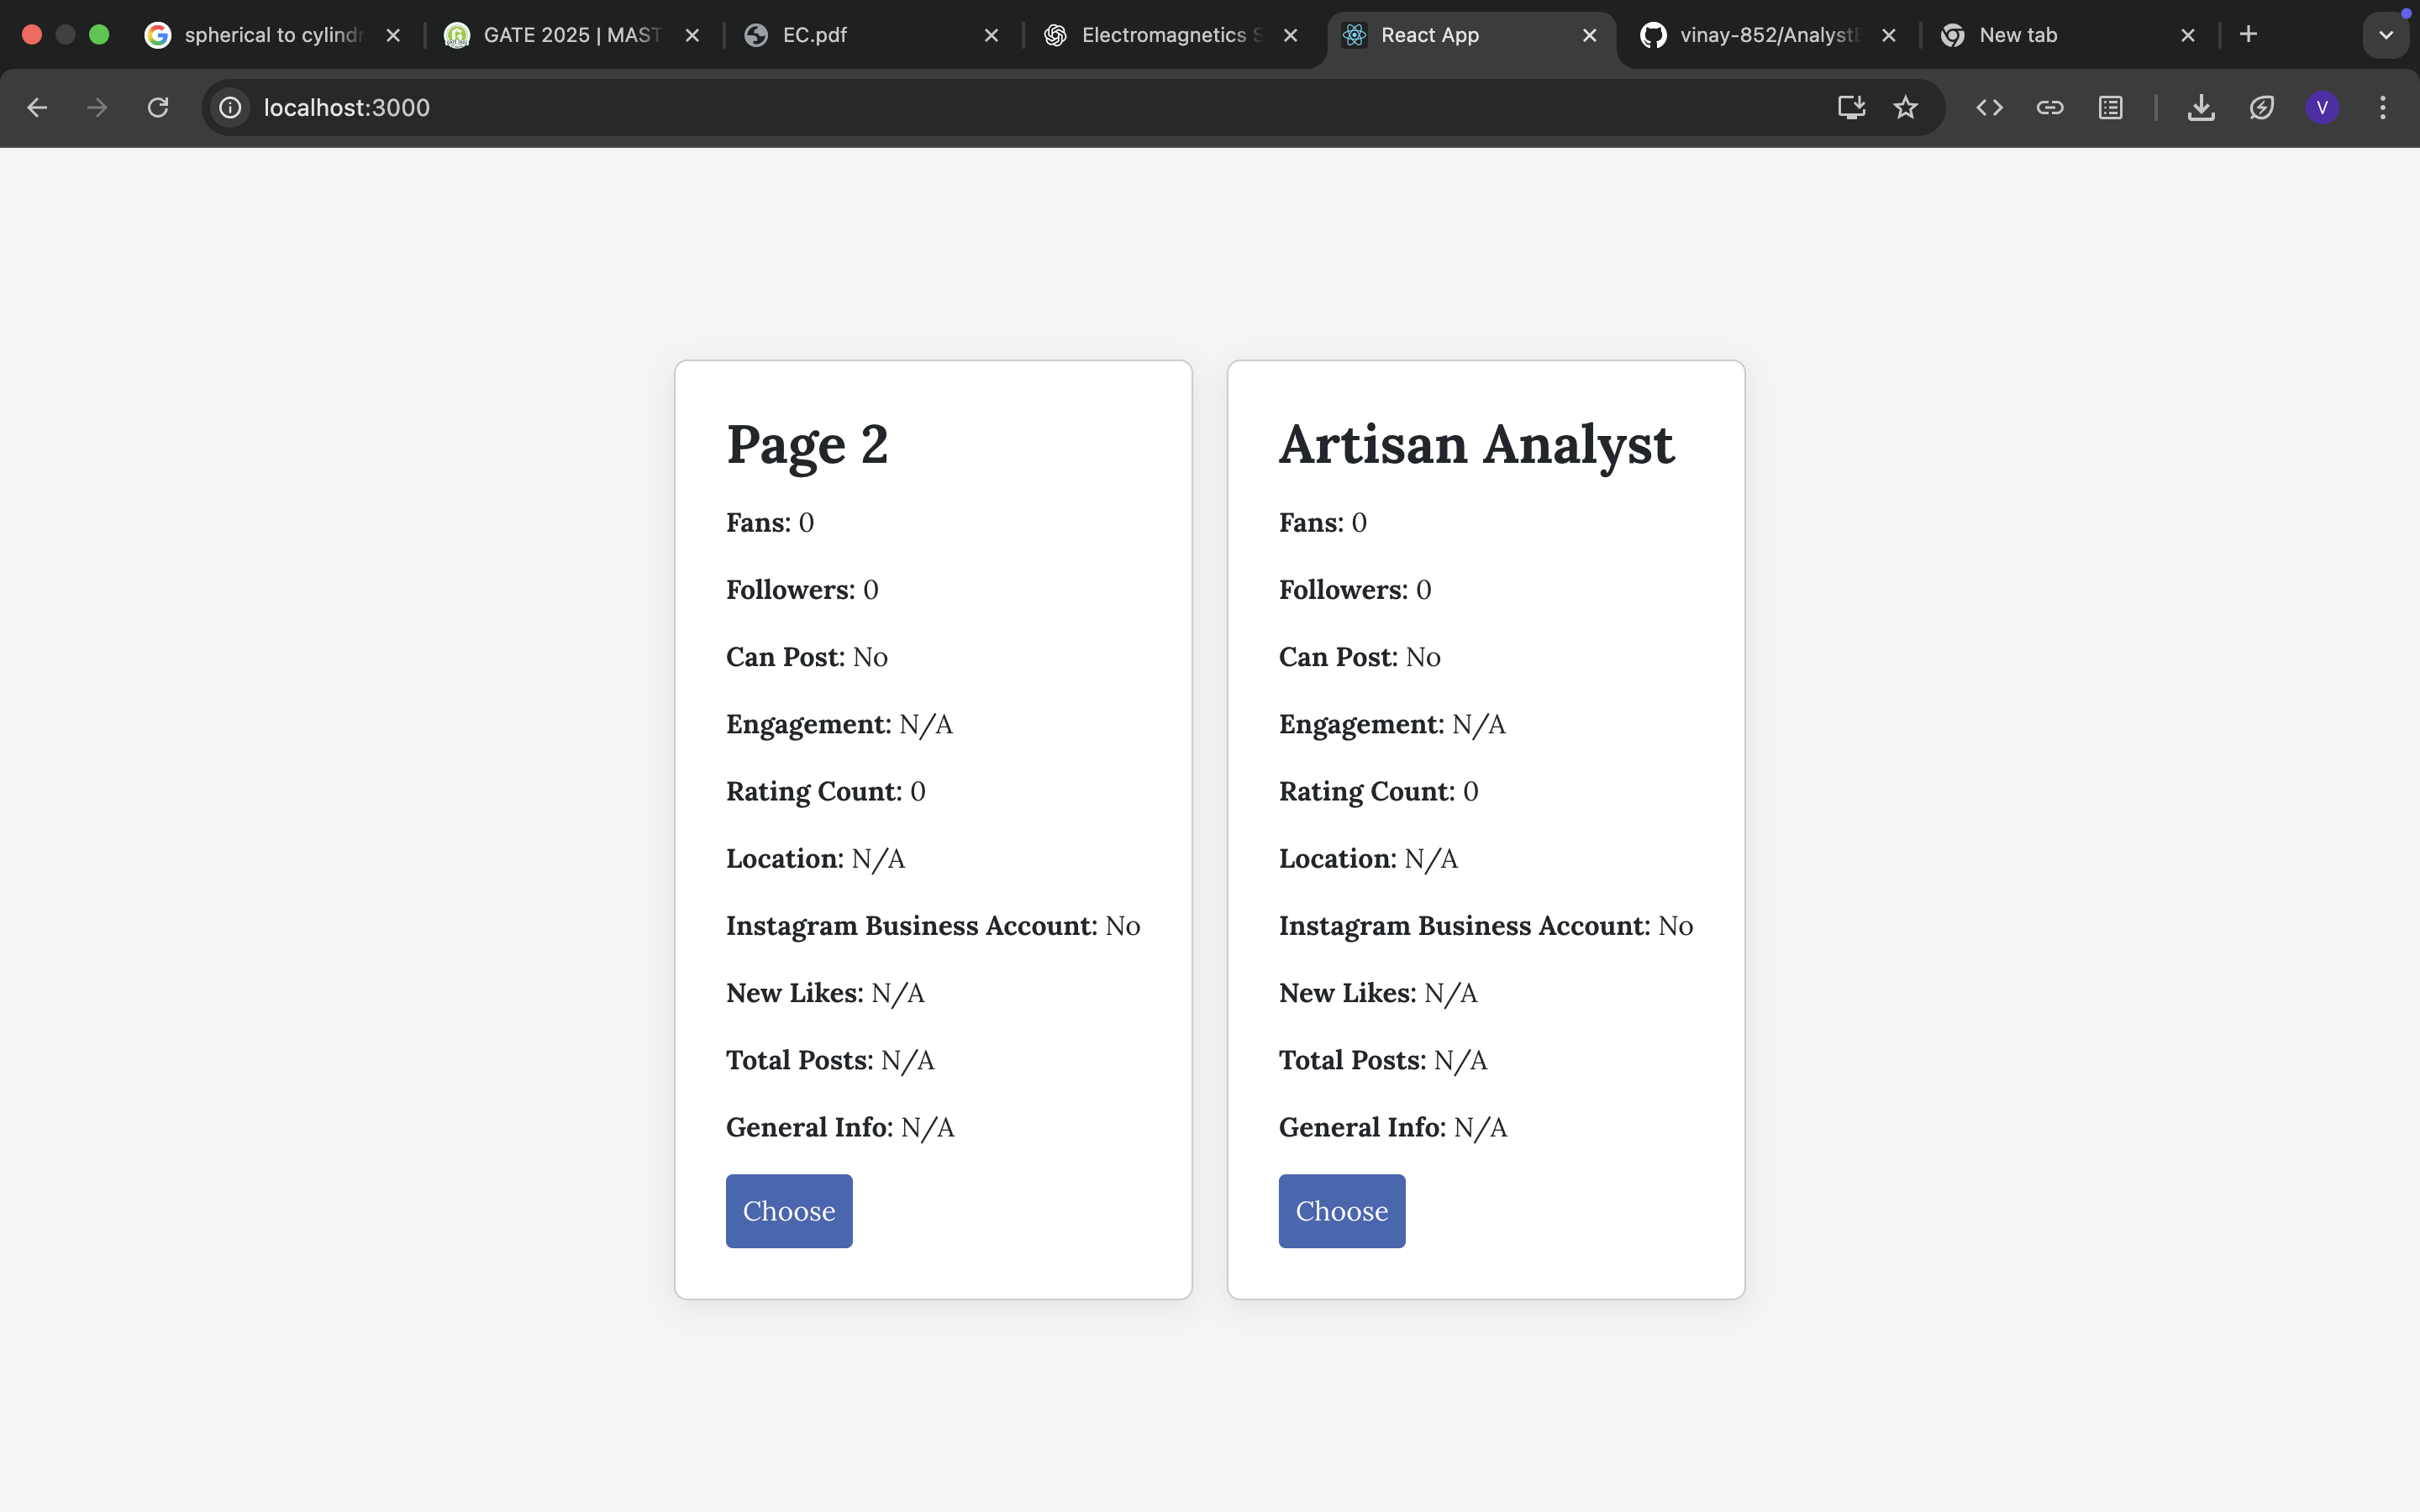 spherical to cylindr
GATE 2025 | MAST
EC.pdf
Electromagnetics S
React App
vinay-852/Analyst
New tab
localhost:3000
V
Page 2
Fans: 0
Followers: 0
Can Post: No
Engagement: N/A
Rating Count: 0
Location: N/A
Instagram Business Account: No
New Likes: N/A
Total Posts: N/A
General Info: N/A
Choose
Artisan Analyst
Fans: 0
Followers: 0
Can Post: No
Engagement: N/A
Rating Count: 0
Location: N/A
Instagram Business Account: No
New Likes: N/A
Total Posts: N/A
General Info: N/A
Choose